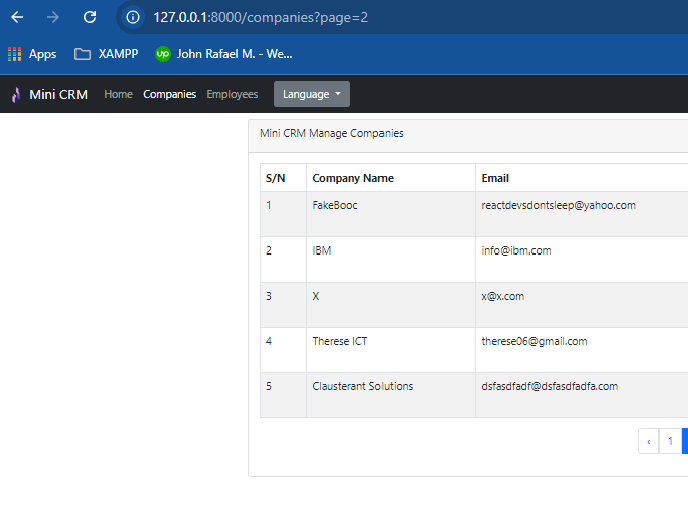 127.0.0.1:8000/companies?page=2
Apps XAMPP up John Rafael M. - We...
Mini CRM Home Companies Employees Language
Mini CRM Manage Companies
S/N Company Name Email
1 FakeBooc reactdevsdontsleep@yahoo.com
2 IBM info@ibm.com
3 X x@x.com
4 Therese ICT therese06@gmail.com
5 Clausterant Solutions dsfasdfadf@dsfasdfadfa.com
‹ 1